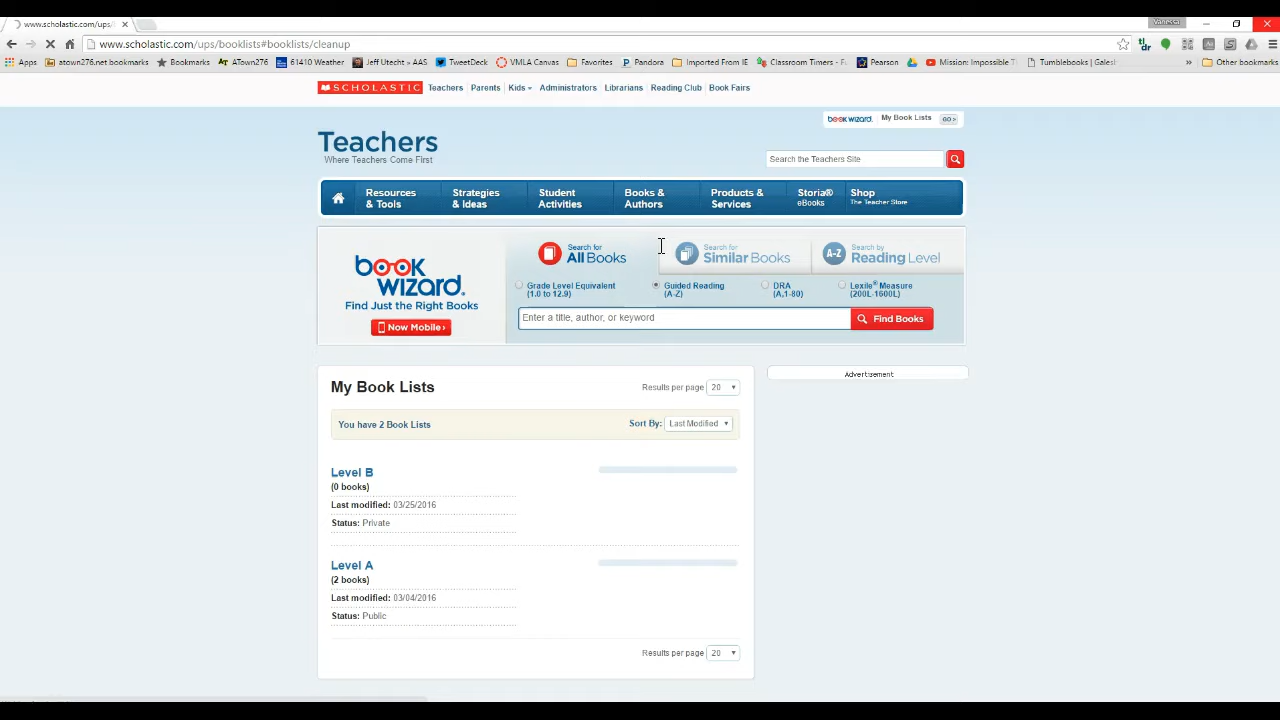 www.scholastic.com/ups/
Vanessa
www.scholastic.com/ups/booklists#booklists/cleanup
Apps atown276.net bookmarks Bookmarks ATown276 61410 Weather Jeff Utecht > AAS TweetDeck VMLA Canvas Favorites Pandora Imported From IE Classroom Timers - Fu Pearson Mission: Impossible T Tumblebooks | Gales » Other bookmarks
SCHOLASTIC Teachers Parents Kids Administrators Librarians Reading Club Book Fairs
book wizard. My Book Lists GO >
Teachers
Where Teachers Come First
Search the Teachers Site
Resources & Tools
Strategies & Ideas
Student Activities
Books & Authors
Products & Services
Storia® eBooks
Shop
The Teacher Store
book wizard.
Find Just the Right Books
Now Mobile ›
Search for
All Books
Search for
Similar Books
A-Z
Search by
Reading Level
Grade Level Equivalent
(1.0 to 12.9)
Guided Reading
(A-Z)
DRA
(A,1-80)
Lexile® Measure
(200L-1600L)
Enter a title, author, or keyword
Find Books
My Book Lists
Results per page 20
Advertisement
You have 2 Book Lists
Sort By: Last Modified
Level B
(0 books)
Last modified: 03/25/2016
Status: Private
Level A
(2 books)
Last modified: 03/04/2016
Status: Public
Results per page 20